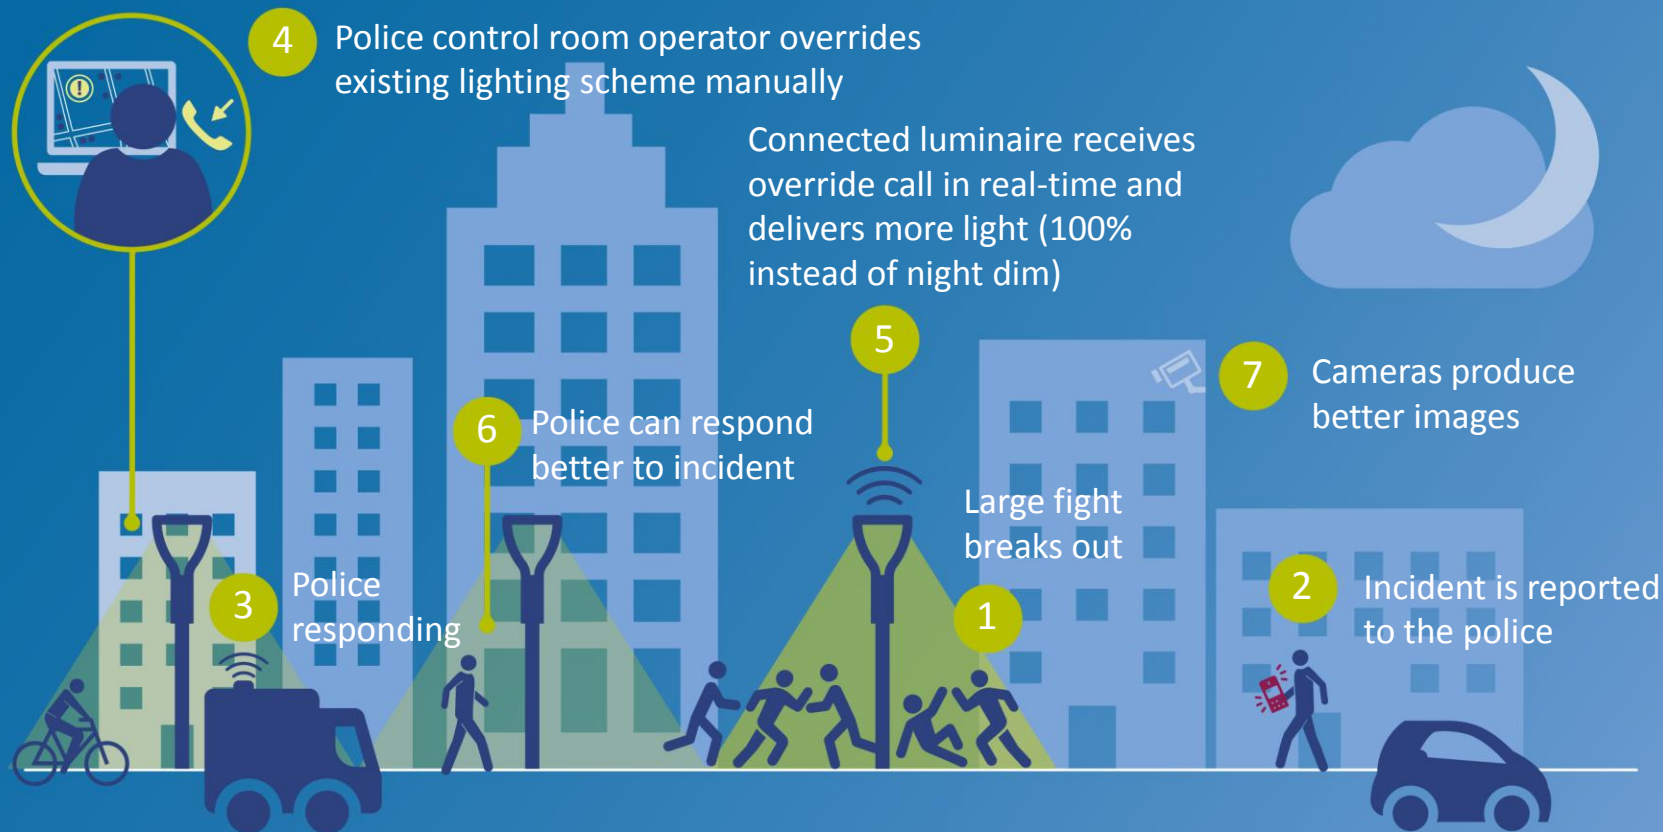 4
Police control room operator overrides
existing lighting scheme manually
Connected luminaire receives
override call in real-time and
delivers more light (100%
instead of night dim)
5
7
Cameras produce
better images
6
Police can respond
better to incident
Large fight
breaks out
1
2
Incident is reported
to the police
3
Police
responding